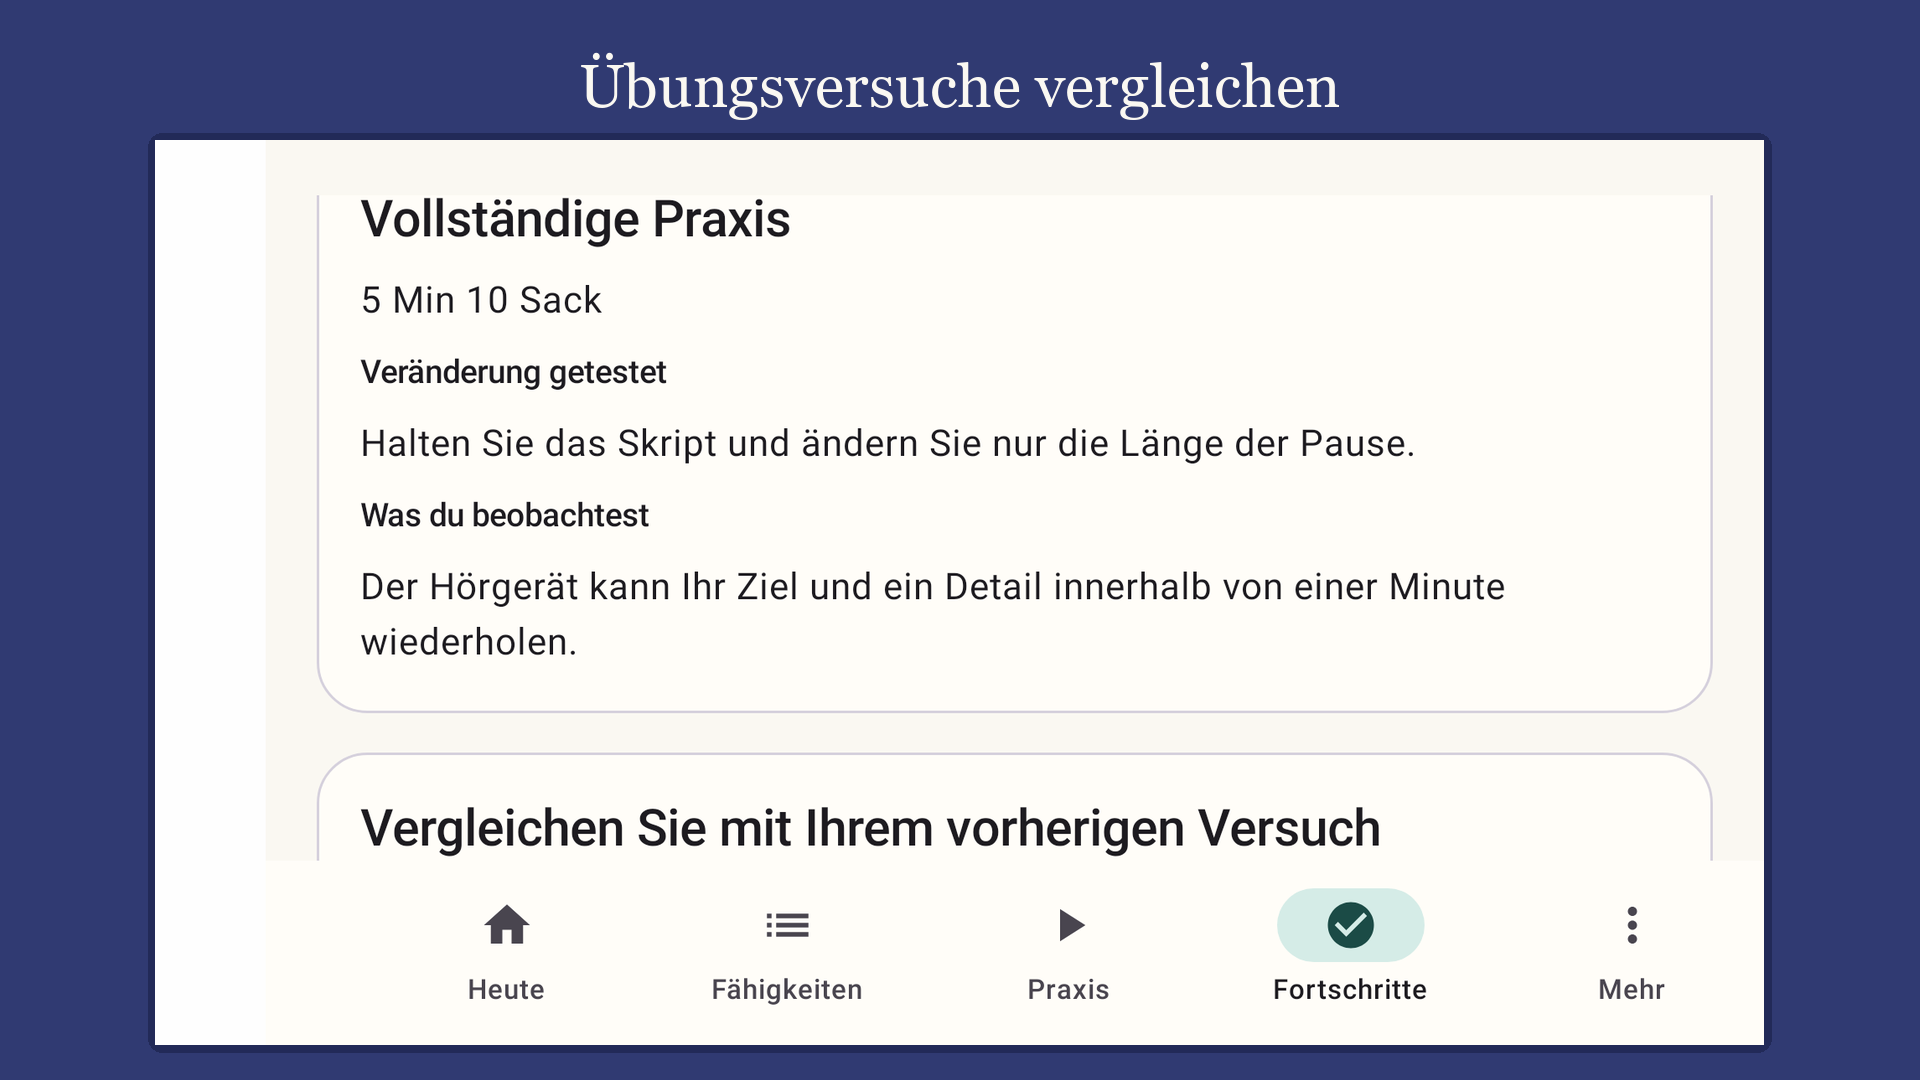 Übungsversuche vergleichen
Vollständige Praxis
5 Min 10 Sack
Veränderung getestet
Halten Sie das Skript und ändern Sie nur die Länge der Pause.
Was du beobachtest
Der Hörgerät kann Ihr Ziel und ein Detail innerhalb von einer Minute
wiederholen.
Vergleichen Sie mit Ihrem vorherigen Versuch
Heute
Fähigkeiten
Praxis
Fortschritte
Mehr